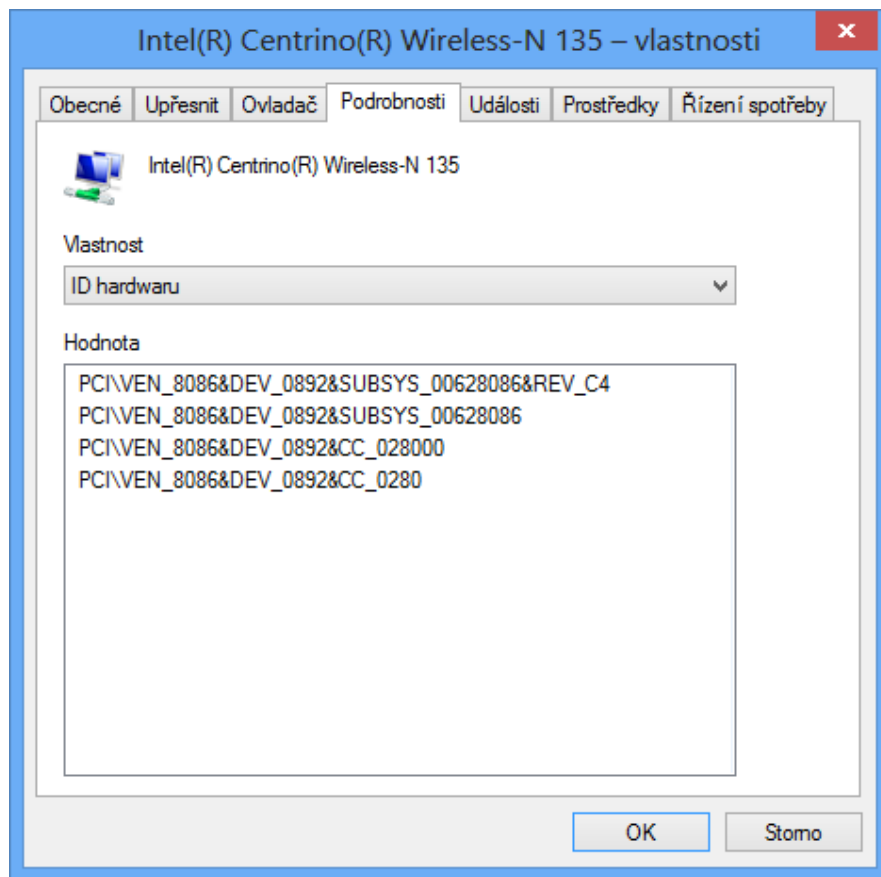 Intel(R) Centrino(R) Wireless-N 135 – vlastnosti
Obecné Upřesnit Ovladač Podrobnosti Události Prostředky Řízení spotřeby
Intel(R) Centrino(R) Wireless-N 135
Vlastnost
ID hardwaru
Hodnota
PCI\VEN_8086&DEV_0892&SUBSYS_00628086&REV_C4
PCI\VEN_8086&DEV_0892&SUBSYS_00628086
PCI\VEN_8086&DEV_0892&CC_028000
PCI\VEN_8086&DEV_0892&CC_0280
OK Storno